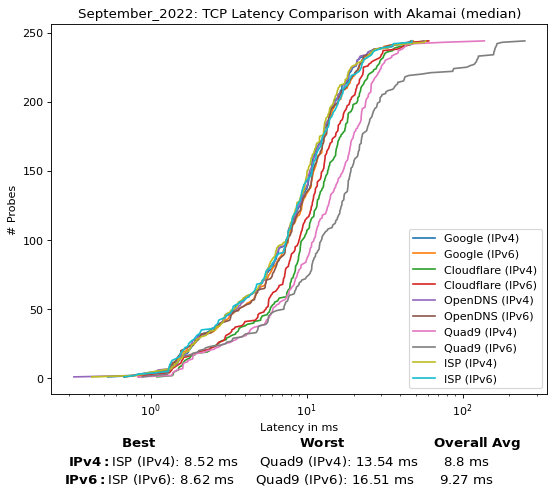 September_2022: TCP Latency Comparison with Akamai (median)
250
200
150
100
50
0
# Probes
Google (IPv4)
Google (IPv6)
Cloudflare (IPv4)
Cloudflare (IPv6)
OpenDNS (IPv4)
OpenDNS (IPv6)
Quad9 (IPv4)
Quad9 (IPv6)
ISP (IPv4)
ISP (IPv6)
10⁰ 10¹ 10²
Latency in ms
Best Worst Overall Avg
IPv4: ISP (IPv4): 8.52 ms Quad9 (IPv4): 13.54 ms 8.8 ms
IPv6: ISP (IPv6): 8.62 ms Quad9 (IPv6): 16.51 ms 9.27 ms